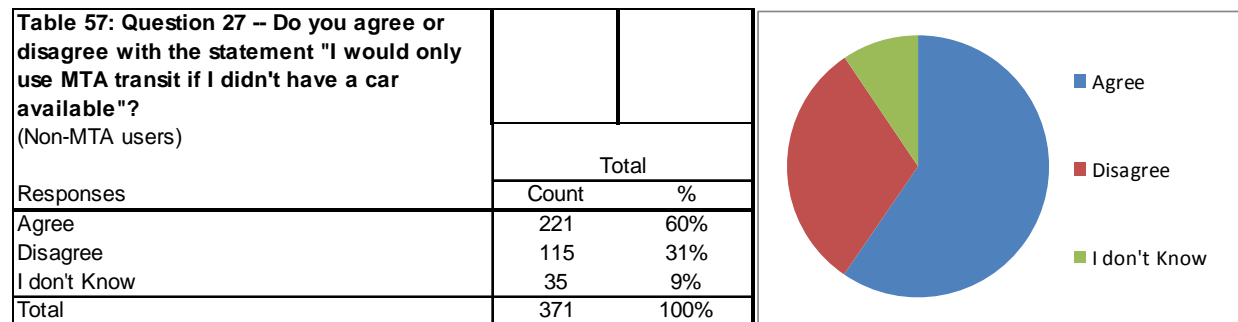 Table 57: Question 27 -- Do you agree or
disagree with the statement "I would only
use MTA transit if I didn't have a car
available"?
(Non-MTA users)
Total
Responses Count %
Agree 221 60%
Disagree 115 31%
I don't Know 35 9%
Total 371 100%
Agree
Disagree
I don't Know